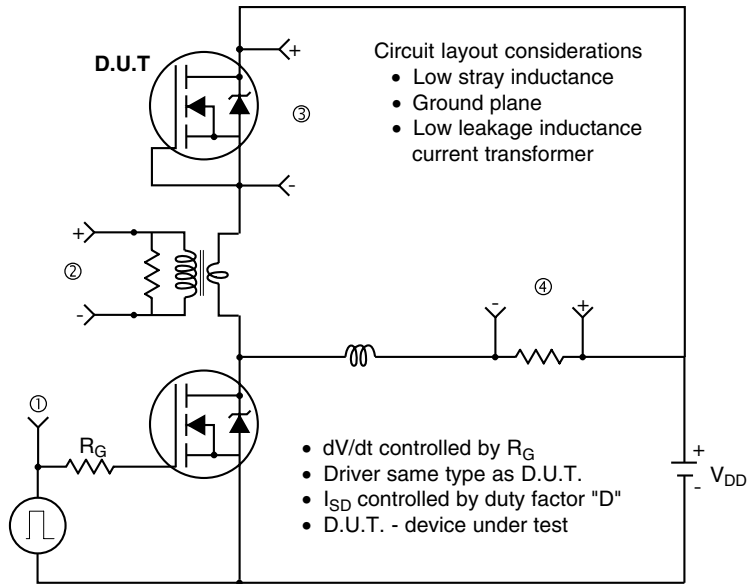 D.U.T
+
③
-
Circuit layout considerations
• Low stray inductance
• Ground plane
• Low leakage inductance
current transformer
+
②
-
④
-
+
①
R_G
• dV/dt controlled by R_G
• Driver same type as D.U.T.
• I_SD controlled by duty factor "D"
• D.U.T. - device under test
+
V_DD
-